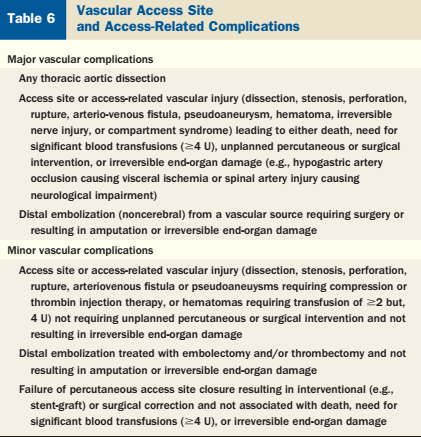 Table 6
Vascular Access Site
and Access-Related Complications
Major vascular complications
Any thoracic aortic dissection
Access site or access-related vascular injury (dissection, stenosis, perforation,
rupture, arterio-venous fistula, pseudoaneurysm, hematoma, irreversible
nerve injury, or compartment syndrome) leading to either death, need for
significant blood transfusions (≥4 U), unplanned percutaneous or surgical
intervention, or irreversible end-organ damage (e.g., hypogastric artery
occlusion causing visceral ischemia or spinal artery injury causing
neurological impairment)
Distal embolization (noncerebral) from a vascular source requiring surgery or
resulting in amputation or irreversible end-organ damage
Minor vascular complications
Access site or access-related vascular injury (dissection, stenosis, perforation,
rupture, arteriovenous fistula or pseudoaneuysms requiring compression or
thrombin injection therapy, or hematomas requiring transfusion of ≥2 but,
4 U) not requiring unplanned percutaneous or surgical intervention and not
resulting in irreversible end-organ damage
Distal embolization treated with embolectomy and/or thrombectomy and not
resulting in amputation or irreversible end-organ damage
Failure of percutaneous access site closure resulting in interventional (e.g.,
stent-graft) or surgical correction and not associated with death, need for
significant blood transfusions (≥4 U), or irreversible end-organ damage